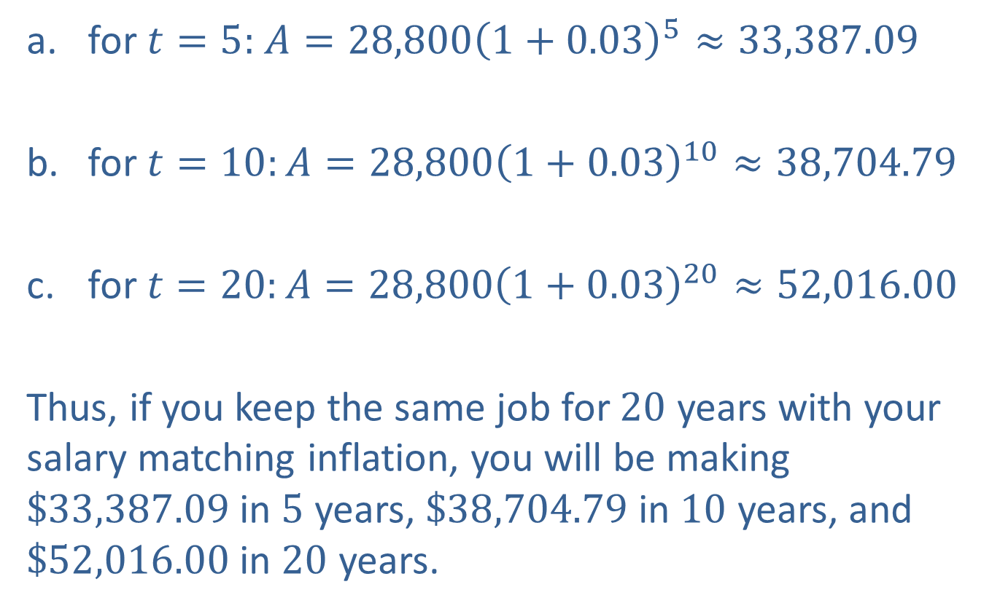 a. for t = 5: A = 28,800(1 + 0.03)⁵ ≈ 33,387.09
b. for t = 10: A = 28,800(1 + 0.03)¹⁰ ≈ 38,704.79
c. for t = 20: A = 28,800(1 + 0.03)²⁰ ≈ 52,016.00
Thus, if you keep the same job for 20 years with your
salary matching inflation, you will be making
$33,387.09 in 5 years, $38,704.79 in 10 years, and
$52,016.00 in 20 years.